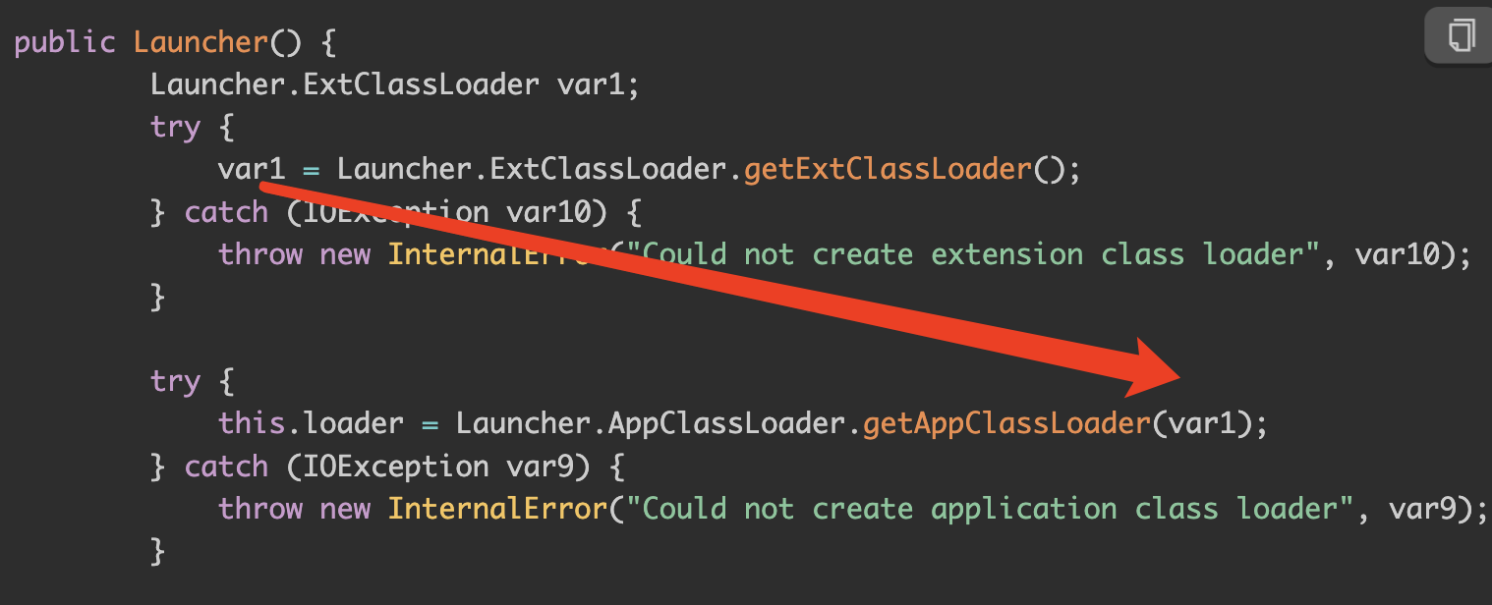 public Launcher() {
Launcher.ExtClassLoader var1;
try {
var1 = Launcher.ExtClassLoader.getExtClassLoader();
} catch (IOException var10) {
throw new InternalError("Could not create extension class loader", var10);
}
try {
this.loader = Launcher.AppClassLoader.getAppClassLoader(var1);
} catch (IOException var9) {
throw new InternalError("Could not create application class loader", var9);
}